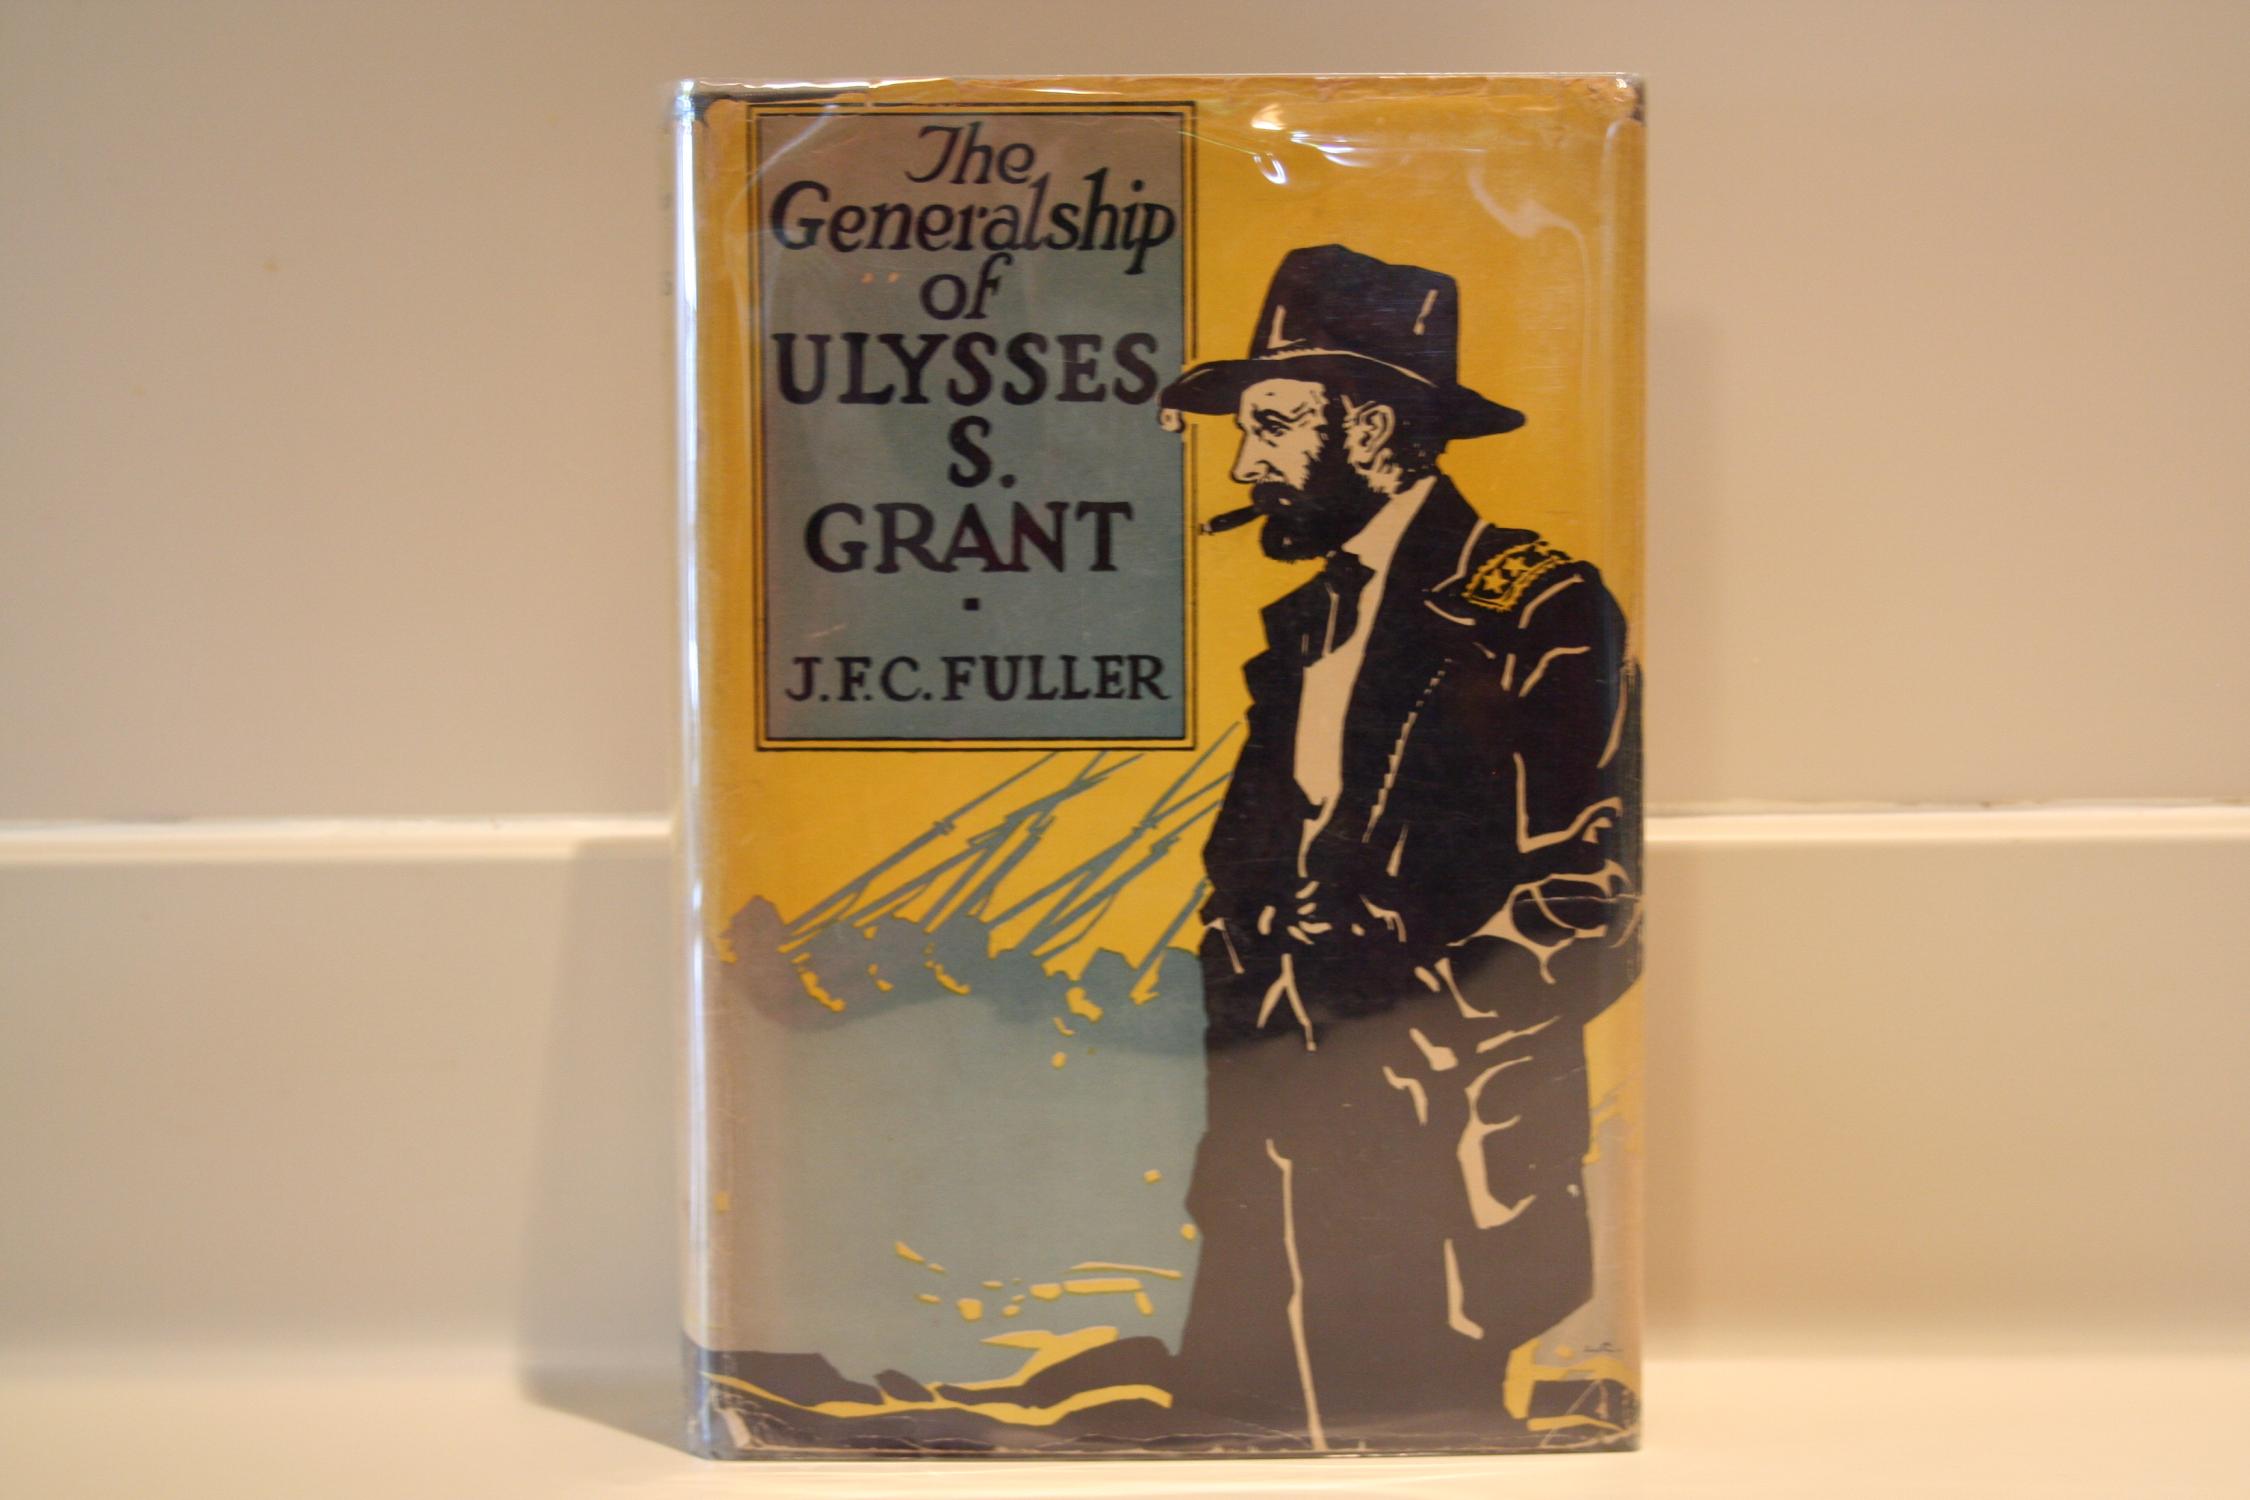 The
Generalship
of
ULYSSES
S.
GRANT
J.F.C. FULLER